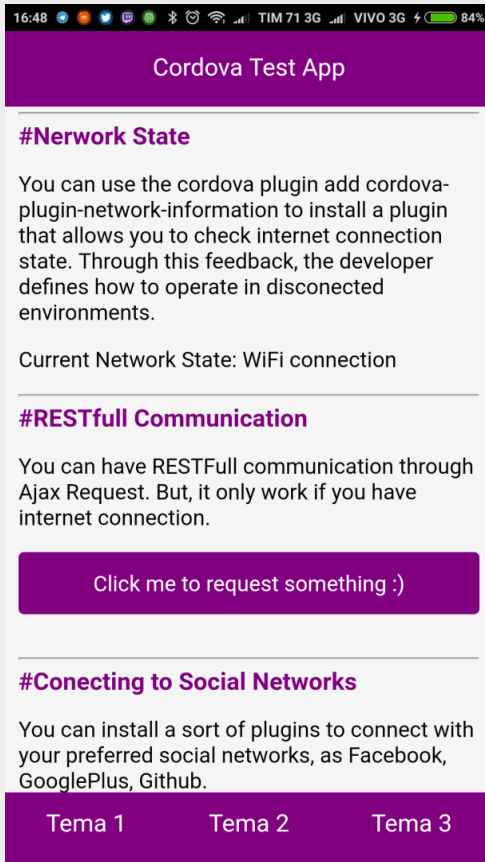 16:48 TIM 71 3G VIVO 3G 84%
Cordova Test App
#Nerwork State
You can use the cordova plugin add cordova-
plugin-network-information to install a plugin
that allows you to check internet connection
state. Through this feedback, the developer
defines how to operate in disconected
environments.
Current Network State: WiFi connection
#RESTfull Communication
You can have RESTFull communication through
Ajax Request. But, it only work if you have
internet connection.
Click me to request something :)
#Conecting to Social Networks
You can install a sort of plugins to connect with
your preferred social networks, as Facebook,
GooglePlus, Github.
Tema 1 Tema 2 Tema 3